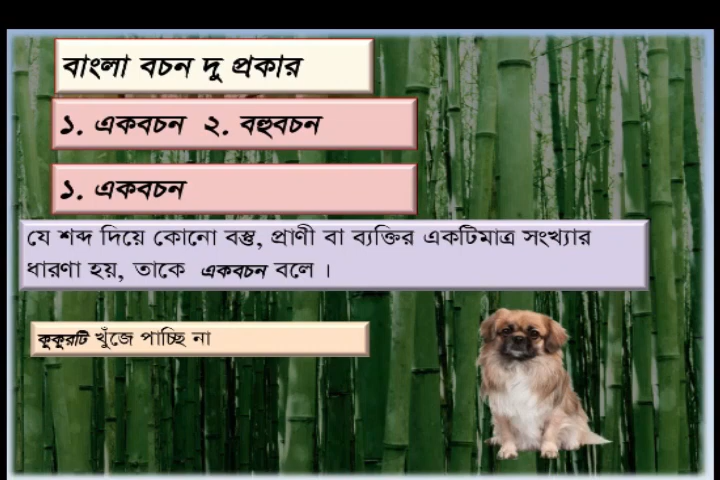 বাংলা বচন দু প্রকার
১. একবচন ২. বহুবচন
১. একবচন
যে শব্দ দিয়ে কোনো বস্তু, প্রাণী বা ব্যক্তির একটিমাত্র সংখ্যার
ধারণা হয়, তাকে একবচন বলে ।
কুকুরটি খুঁজে পাচ্ছি না